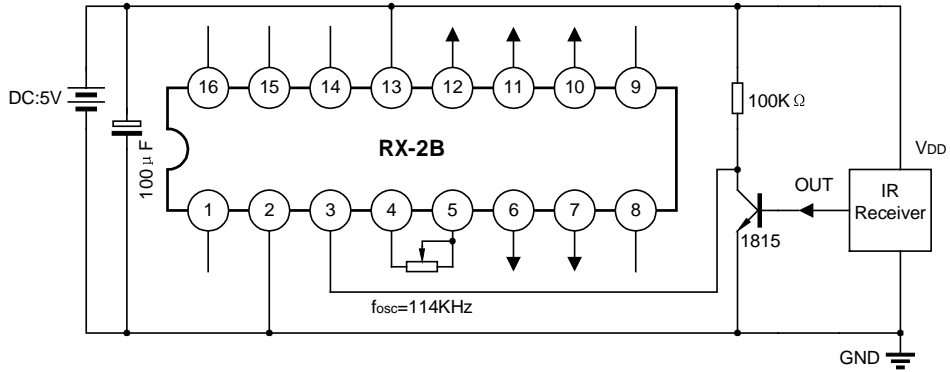 16 15 14 13 12 11 10 9
DC:5V
100μF
RX-2B
100KΩ
VDD
OUT
IR
Receiver
1 2 3 4 5 6 7 8
1815
fosc=114KHz
GND